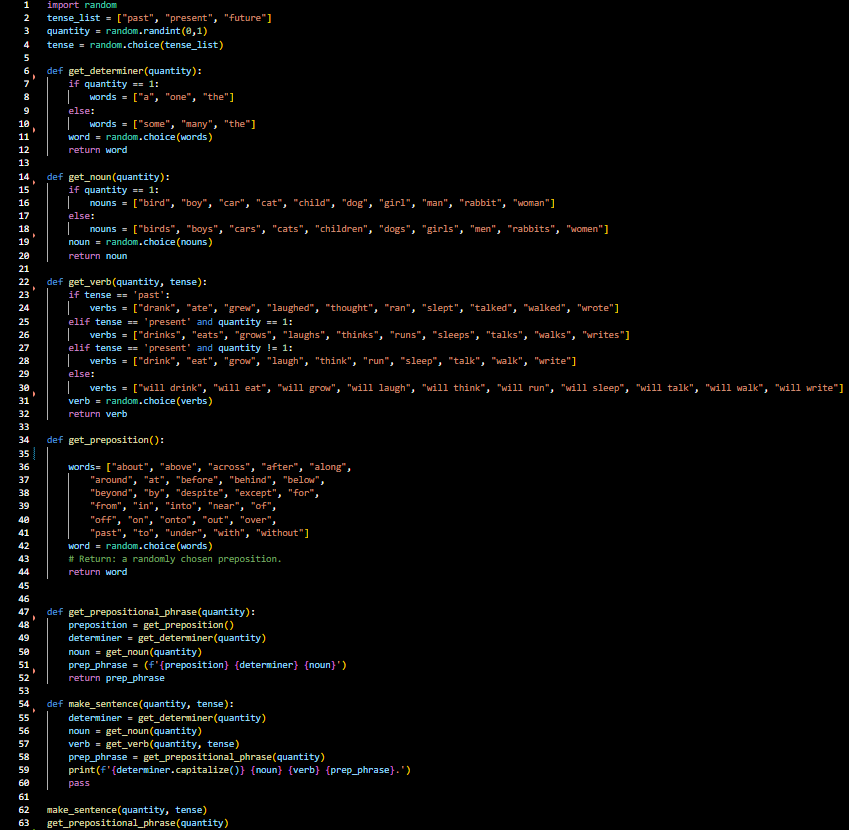 1 import random
2 tense_list = ["past", "present", "future"]
3 quantity = random.randint(0,1)
4 tense = random.choice(tense_list)
5
6 def get_determiner(quantity):
7     if quantity == 1:
8         words = ["a", "one", "the"]
9     else:
10         words = ["some", "many", "the"]
11     word = random.choice(words)
12     return word
13
14 def get_noun(quantity):
15     if quantity == 1:
16         nouns = ["bird", "boy", "car", "cat", "child", "dog", "girl", "man", "rabbit", "woman"]
17     else:
18         nouns = ["birds", "boys", "cars", "cats", "children", "dogs", "girls", "men", "rabbits", "women"]
19     noun = random.choice(nouns)
20     return noun
21
22 def get_verb(quantity, tense):
23     if tense == 'past':
24         verbs = ["drank", "ate", "grew", "laughed", "thought", "ran", "slept", "talked", "walked", "wrote"]
25     elif tense == 'present' and quantity == 1:
26         verbs = ["drinks", "eats", "grows", "laughs", "thinks", "runs", "sleeps", "talks", "walks", "writes"]
27     elif tense == 'present' and quantity != 1:
28         verbs = ["drink", "eat", "grow", "laugh", "think", "run", "sleep", "talk", "walk", "write"]
29     else:
30         verbs = ["will drink", "will eat", "will grow", "will laugh", "will think", "will run", "will sleep", "will talk", "will walk", "will write"]
31     verb = random.choice(verbs)
32     return verb
33
34 def get_preposition():
35
36     words= ["about", "above", "across", "after", "along",
37         "around", "at", "before", "behind", "below",
38         "beyond", "by", "despite", "except", "for",
39         "from", "in", "into", "near", "of",
40         "off", "on", "onto", "out", "over",
41         "past", "to", "under", "with", "without"]
42     word = random.choice(words)
43     # Return: a randomly chosen preposition.
44     return word
45
46
47 def get_prepositional_phrase(quantity):
48     preposition = get_preposition()
49     determiner = get_determiner(quantity)
50     noun = get_noun(quantity)
51     prep_phrase = (f'{preposition} {determiner} {noun}')
52     return prep_phrase
53
54 def make_sentence(quantity, tense):
55     determiner = get_determiner(quantity)
56     noun = get_noun(quantity)
57     verb = get_verb(quantity, tense)
58     prep_phrase = get_prepositional_phrase(quantity)
59     print(f'{determiner.capitalize()} {noun} {verb} {prep_phrase}.')
60     pass
61
62 make_sentence(quantity, tense)
63 get_prepositional_phrase(quantity)